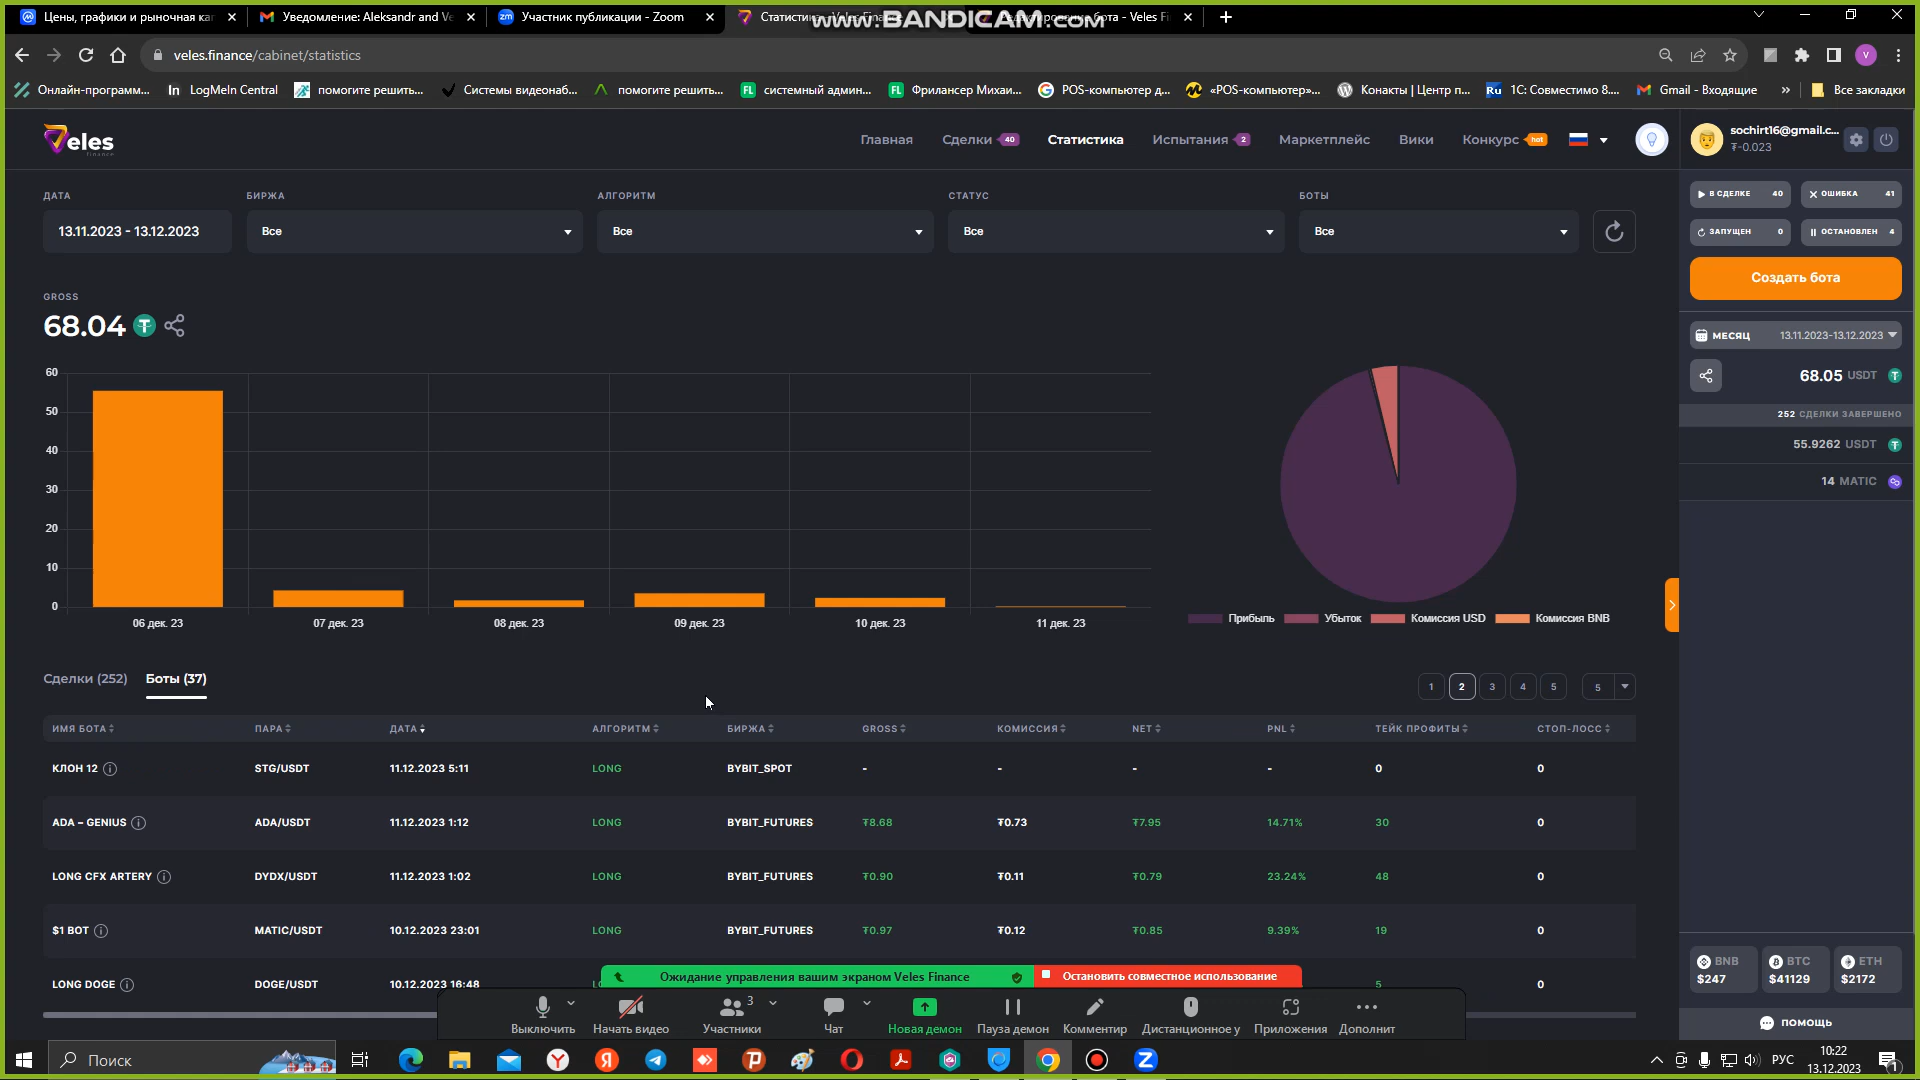 Цены, графики и рыночная кап
Уведомление: Aleksandr and Ve
Участник публикации - Zoom
Статистика - Veles Finance
Редактирование бота - Veles Fi
www.BANDICAM.com
veles.finance/cabinet/statistics
Онлайн-программ...
LogMeIn Central
помогите решить...
Системы видеонаб...
помогите решить...
системный админ...
Фрилансер Михаи...
POS-компьютер д...
«POS-компьютер»...
Конакты | Центр п...
1С: Совместимо 8....
Gmail - Входящие
»
Все закладки
Veles
finance
Главная
Сделки 40
Статистика
Испытания 2
Маркетплейс
Вики
Конкурс hot
sochirt16@gmail.c...
₮-0.023
ДАТА
БИРЖА
АЛГОРИТМ
СТАТУС
БОТЫ
13.11.2023 - 13.12.2023
Все
Все
Все
Все
В СДЕЛКЕ 40
ОШИБКА 41
ЗАПУЩЕН 0
ОСТАНОВЛЕН 4
Создать бота
GROSS
68.04
МЕСЯЦ 13.11.2023-13.12.2023
68.05 USDT
252 СДЕЛКИ ЗАВЕРШЕНО
55.9262 USDT
14 MATIC
60
50
40
30
20
10
0
06 дек. 23
07 дек. 23
08 дек. 23
09 дек. 23
10 дек. 23
11 дек. 23
Прибыль
Убыток
Комиссия USD
Комиссия BNB
Сделки (252)
Боты (37)
1 2 3 4 5
5
ИМЯ БОТА ПАРА ДАТА АЛГОРИТМ БИРЖА GROSS КОМИССИЯ NET PNL ТЕЙК ПРОФИТЫ СТОП-ЛОСС
КЛОН 12 STG/USDT 11.12.2023 5:11 LONG BYBIT_SPOT - - - - 0 0
ADA – GENIUS ADA/USDT 11.12.2023 1:12 LONG BYBIT_FUTURES ₮8.68 ₮0.73 ₮7.95 14.71% 30 0
LONG CFX ARTERY DYDX/USDT 11.12.2023 1:02 LONG BYBIT_FUTURES ₮0.90 ₮0.11 ₮0.79 23.24% 48 0
$1 BOT MATIC/USDT 10.12.2023 23:01 LONG BYBIT_FUTURES ₮0.97 ₮0.12 ₮0.85 9.39% 19 0
LONG DOGE DOGE/USDT 10.12.2023 16:48 5 0
Ожидание управления вашим экраном Veles Finance
Остановить совместное использование
BNB
$247
BTC
$41129
ETH
$2172
помощь
3
Выключить
Начать видео
Участники
Чат
Новая демон
Пауза демон
Комментир
Дистанционное у
Приложения
Дополнит
Поиск
РУС
10:22
13.12.2023
1